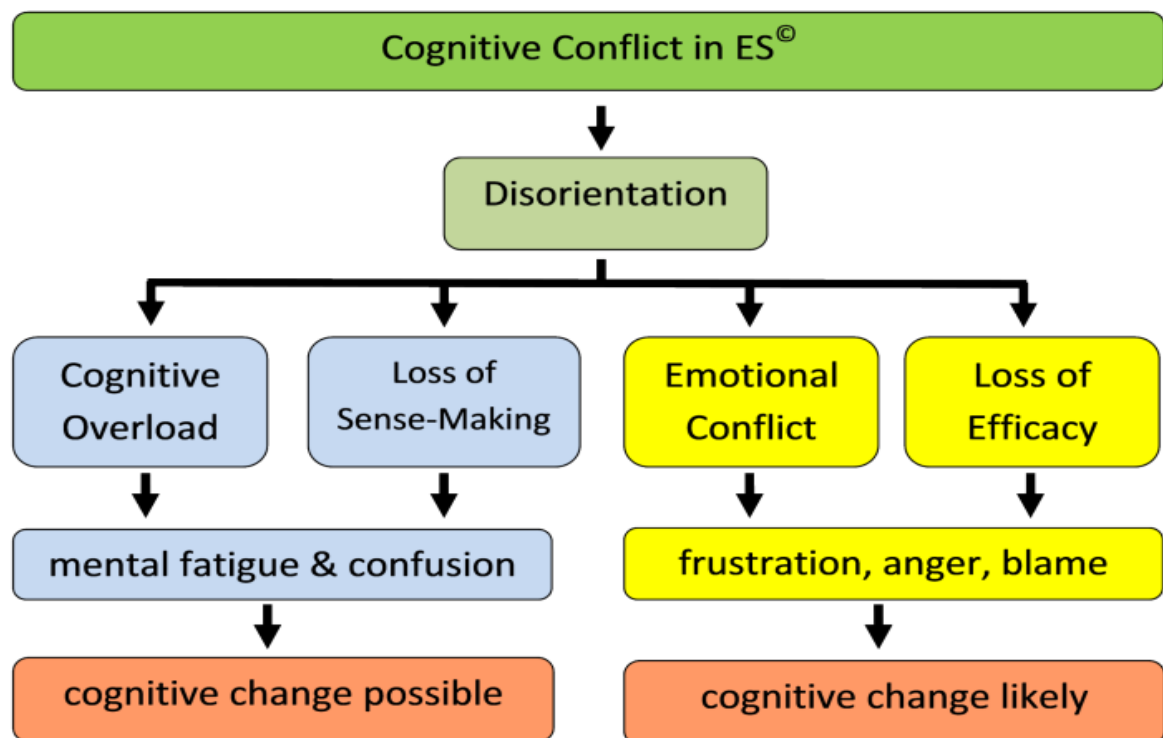 Cognitive Conflict in ES©
Disorientation
Cognitive
Overload
Loss of
Sense-Making
Emotional
Conflict
Loss of
Efficacy
mental fatigue & confusion
frustration, anger, blame
cognitive change possible
cognitive change likely